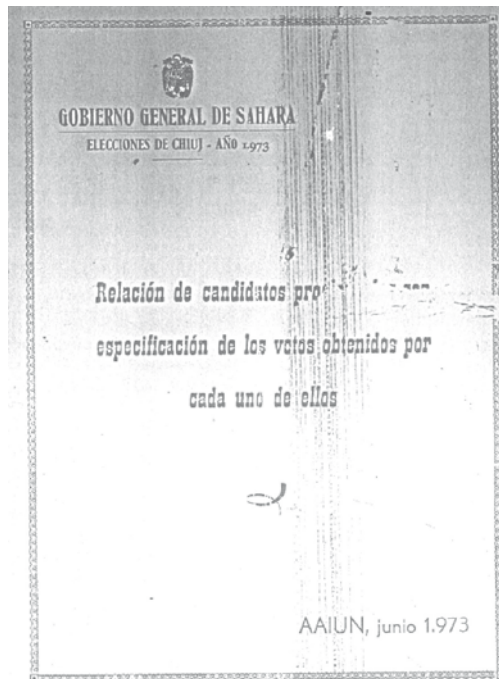 GOBIERNO GENERAL DE SAHARA
ELECCIONES DE CHIUJ - AÑO 1.973
Relación de candidatos
especificación de los votos obtenidos por
cada uno de ellos
AAIUN, junio 1.973